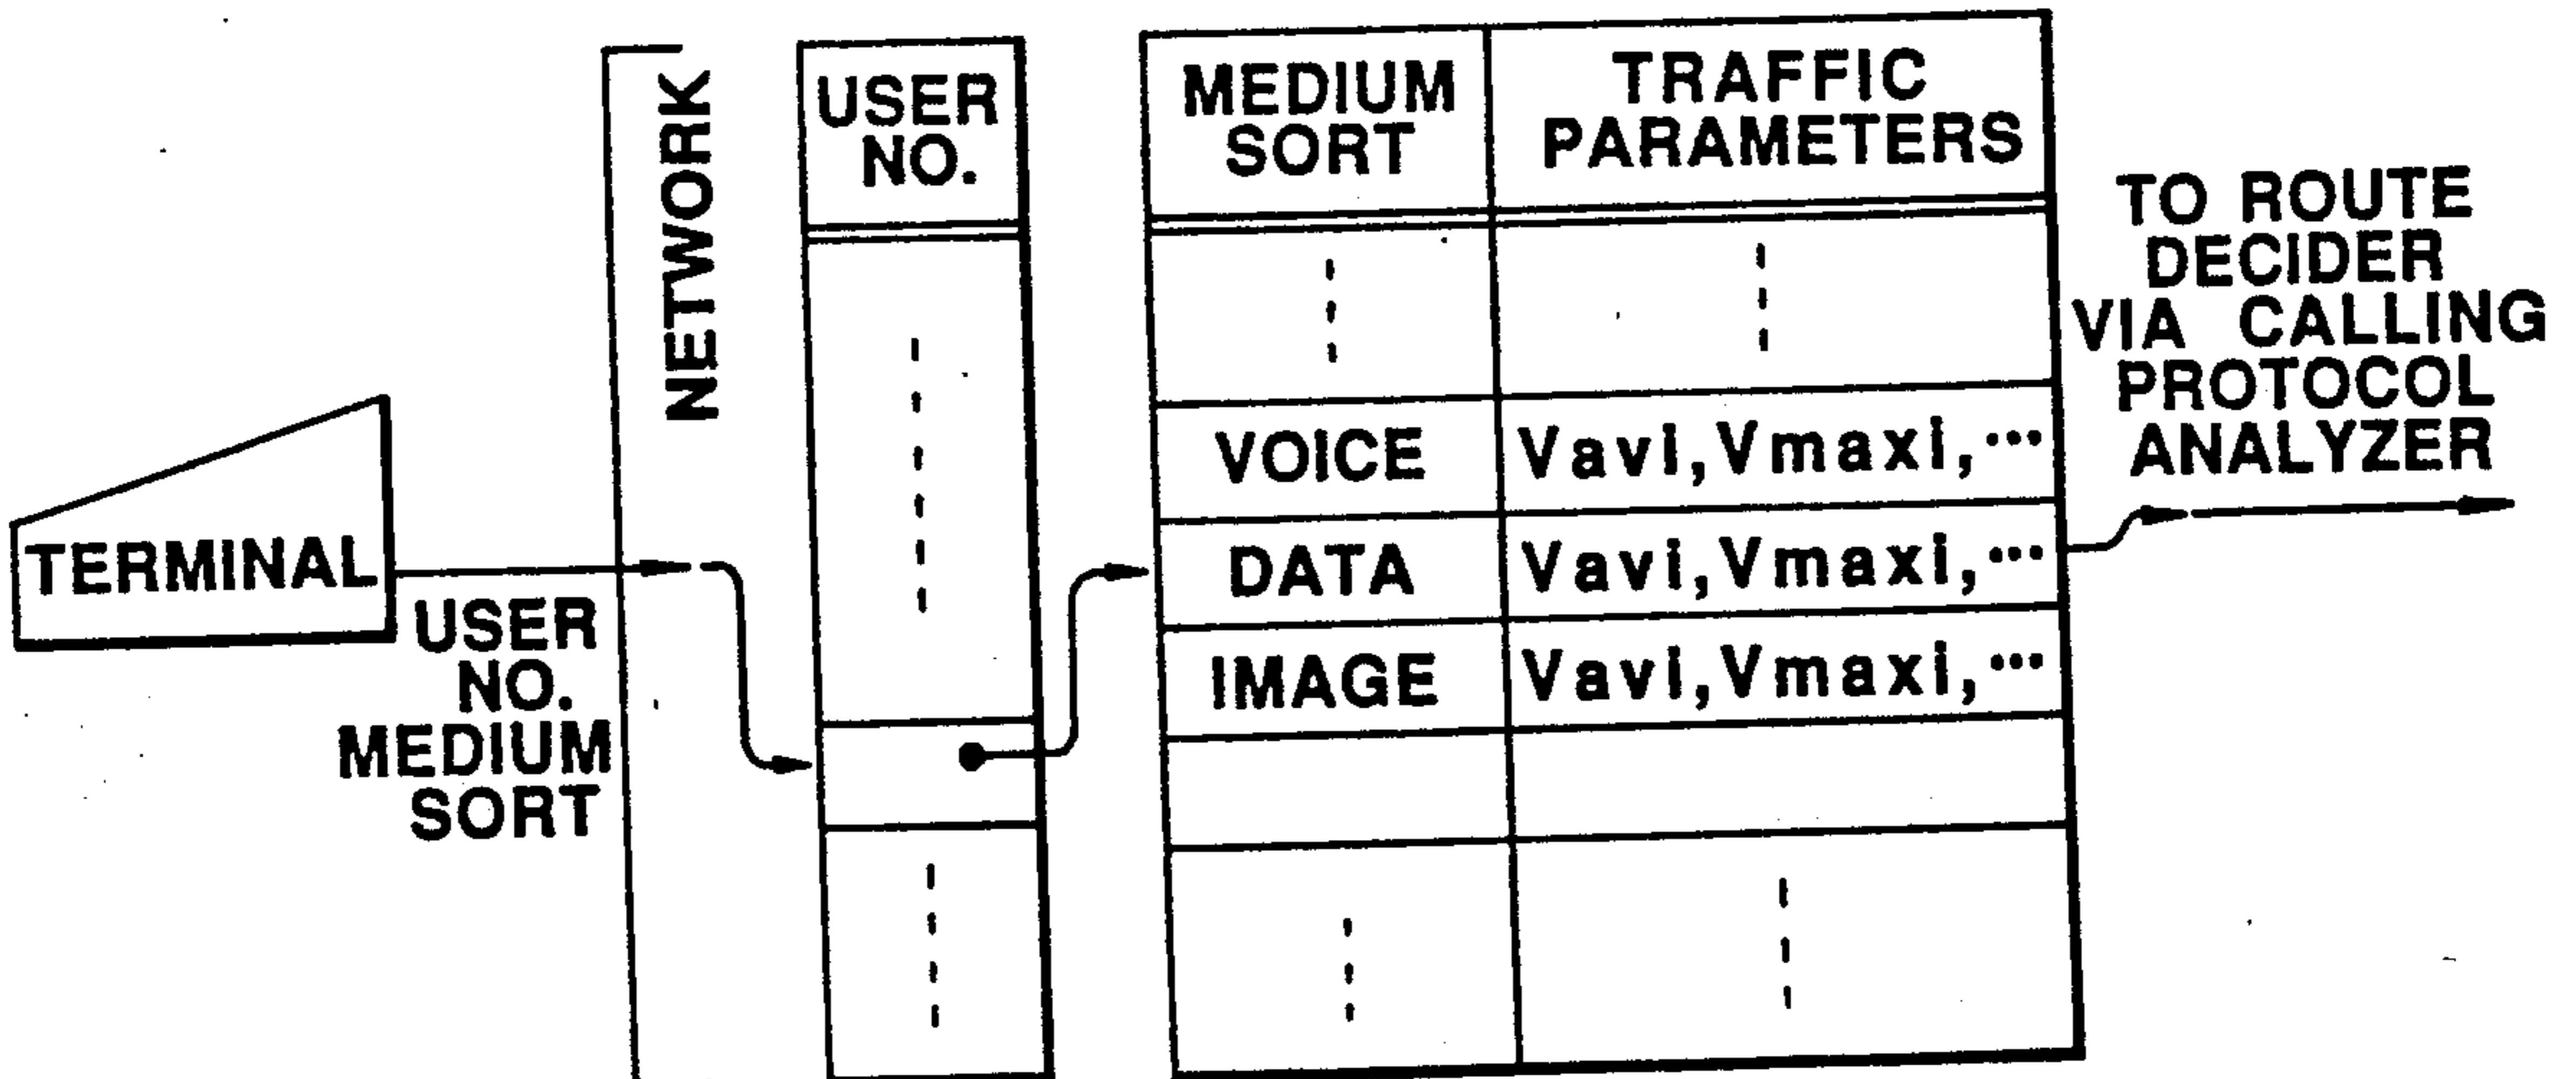 TERMINAL
USER
NO.
MEDIUM
SORT
NETWORK
USER
NO.
MEDIUM
SORT
TRAFFIC
PARAMETERS
VOICE
Vavi,Vmaxi,···
DATA
Vavi,Vmaxi,···
IMAGE
Vavi,Vmaxi,···
TO ROUTE
DECIDER
VIA CALLING
PROTOCOL
ANALYZER